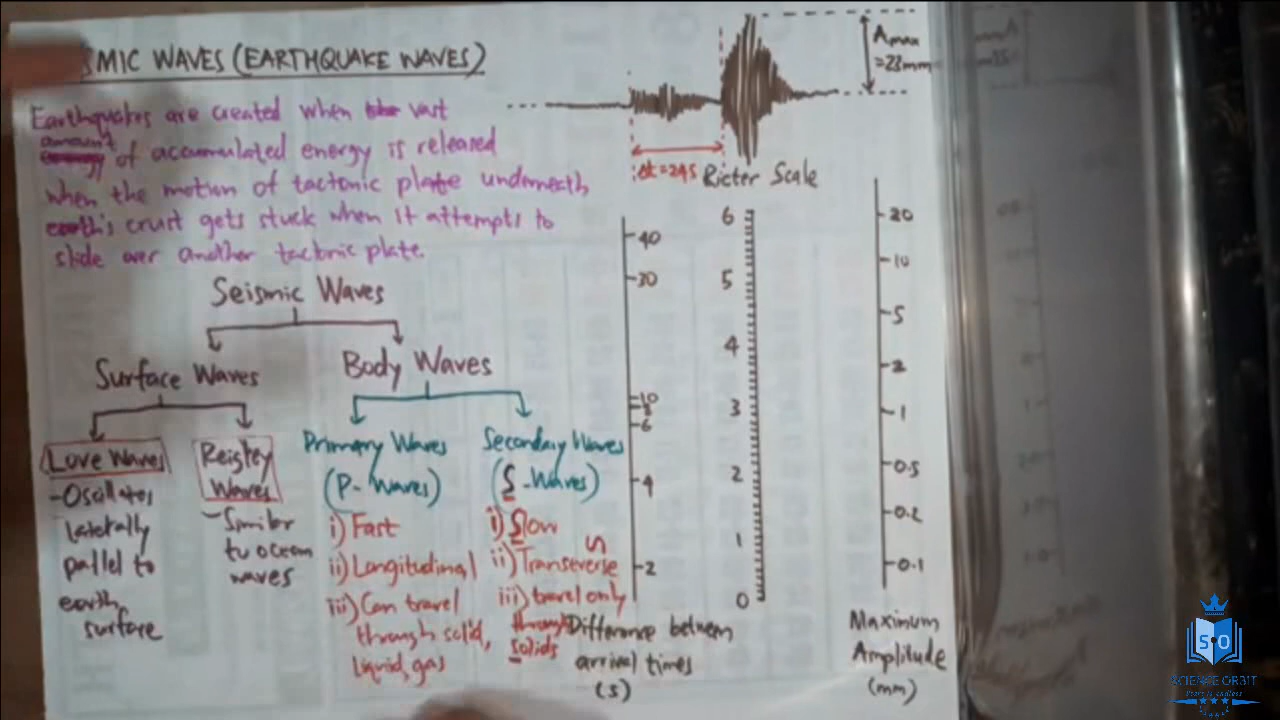 SMIC WAVES (EARTHQUAKE WAVES)
Earthquakes are created when vast
amount of accumulated energy is released
when the motion of tactonic plate underneath
earth's crust gets stuck when it attempts to
slide over another tactonic plate.
Seismic Waves
Surface Waves
Body Waves
Love Waves
-Oscillates
laterally
pallel to
earth
surface
Reigley
Waves
-Similar
to ocean
waves
Primary Waves
(P-Waves)
i) Fast
ii) Longitudinal
iii) Can travel
through solid,
liquid, gas
Secondary Waves
(S-Waves)
i) Slow
ii) Transeverse
iii) travel only
through
solids
Amax
=23mm
Δt=24s
Ricter Scale
40
30
10
8
6
4
2
Difference between
arrival times
(s)
6
5
4
3
2
1
0
20
10
5
2
1
0.5
0.2
0.1
Maximum
Amplitude
(mm)
S O
SCIENCE ORBIT